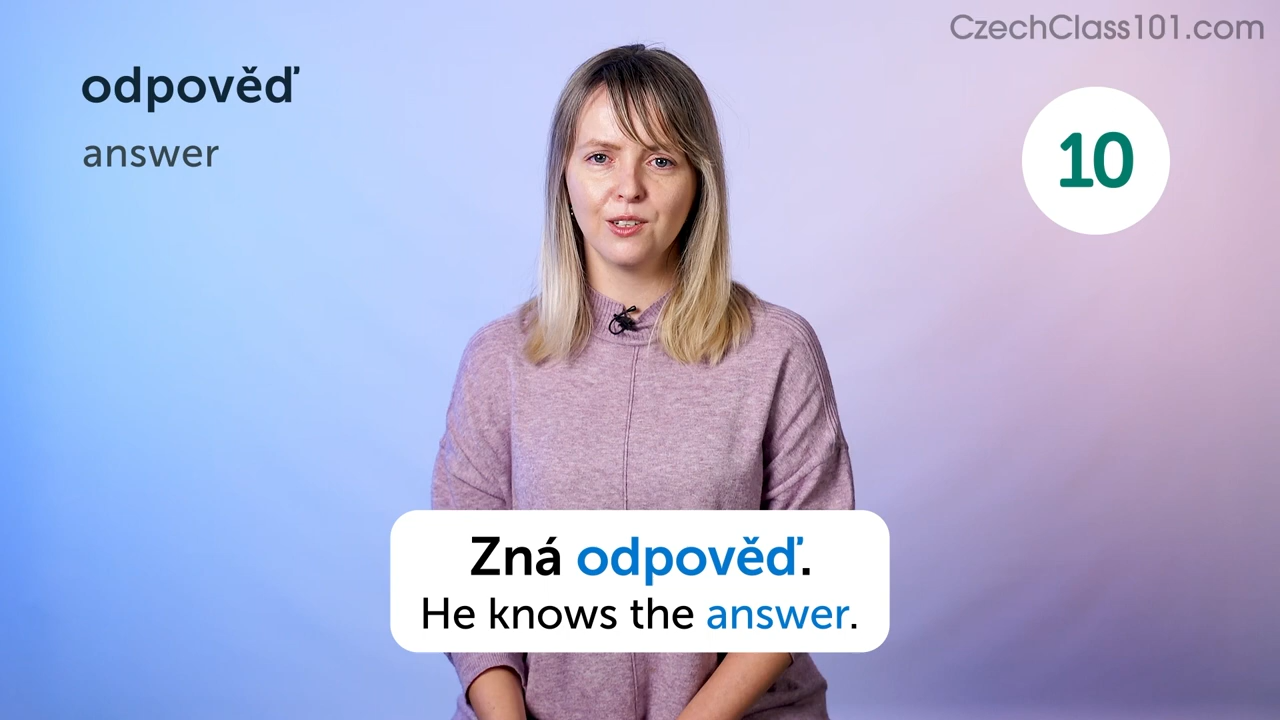 CzechClass101.com
odpověď
answer
10
Zná odpověď.
He knows the answer.